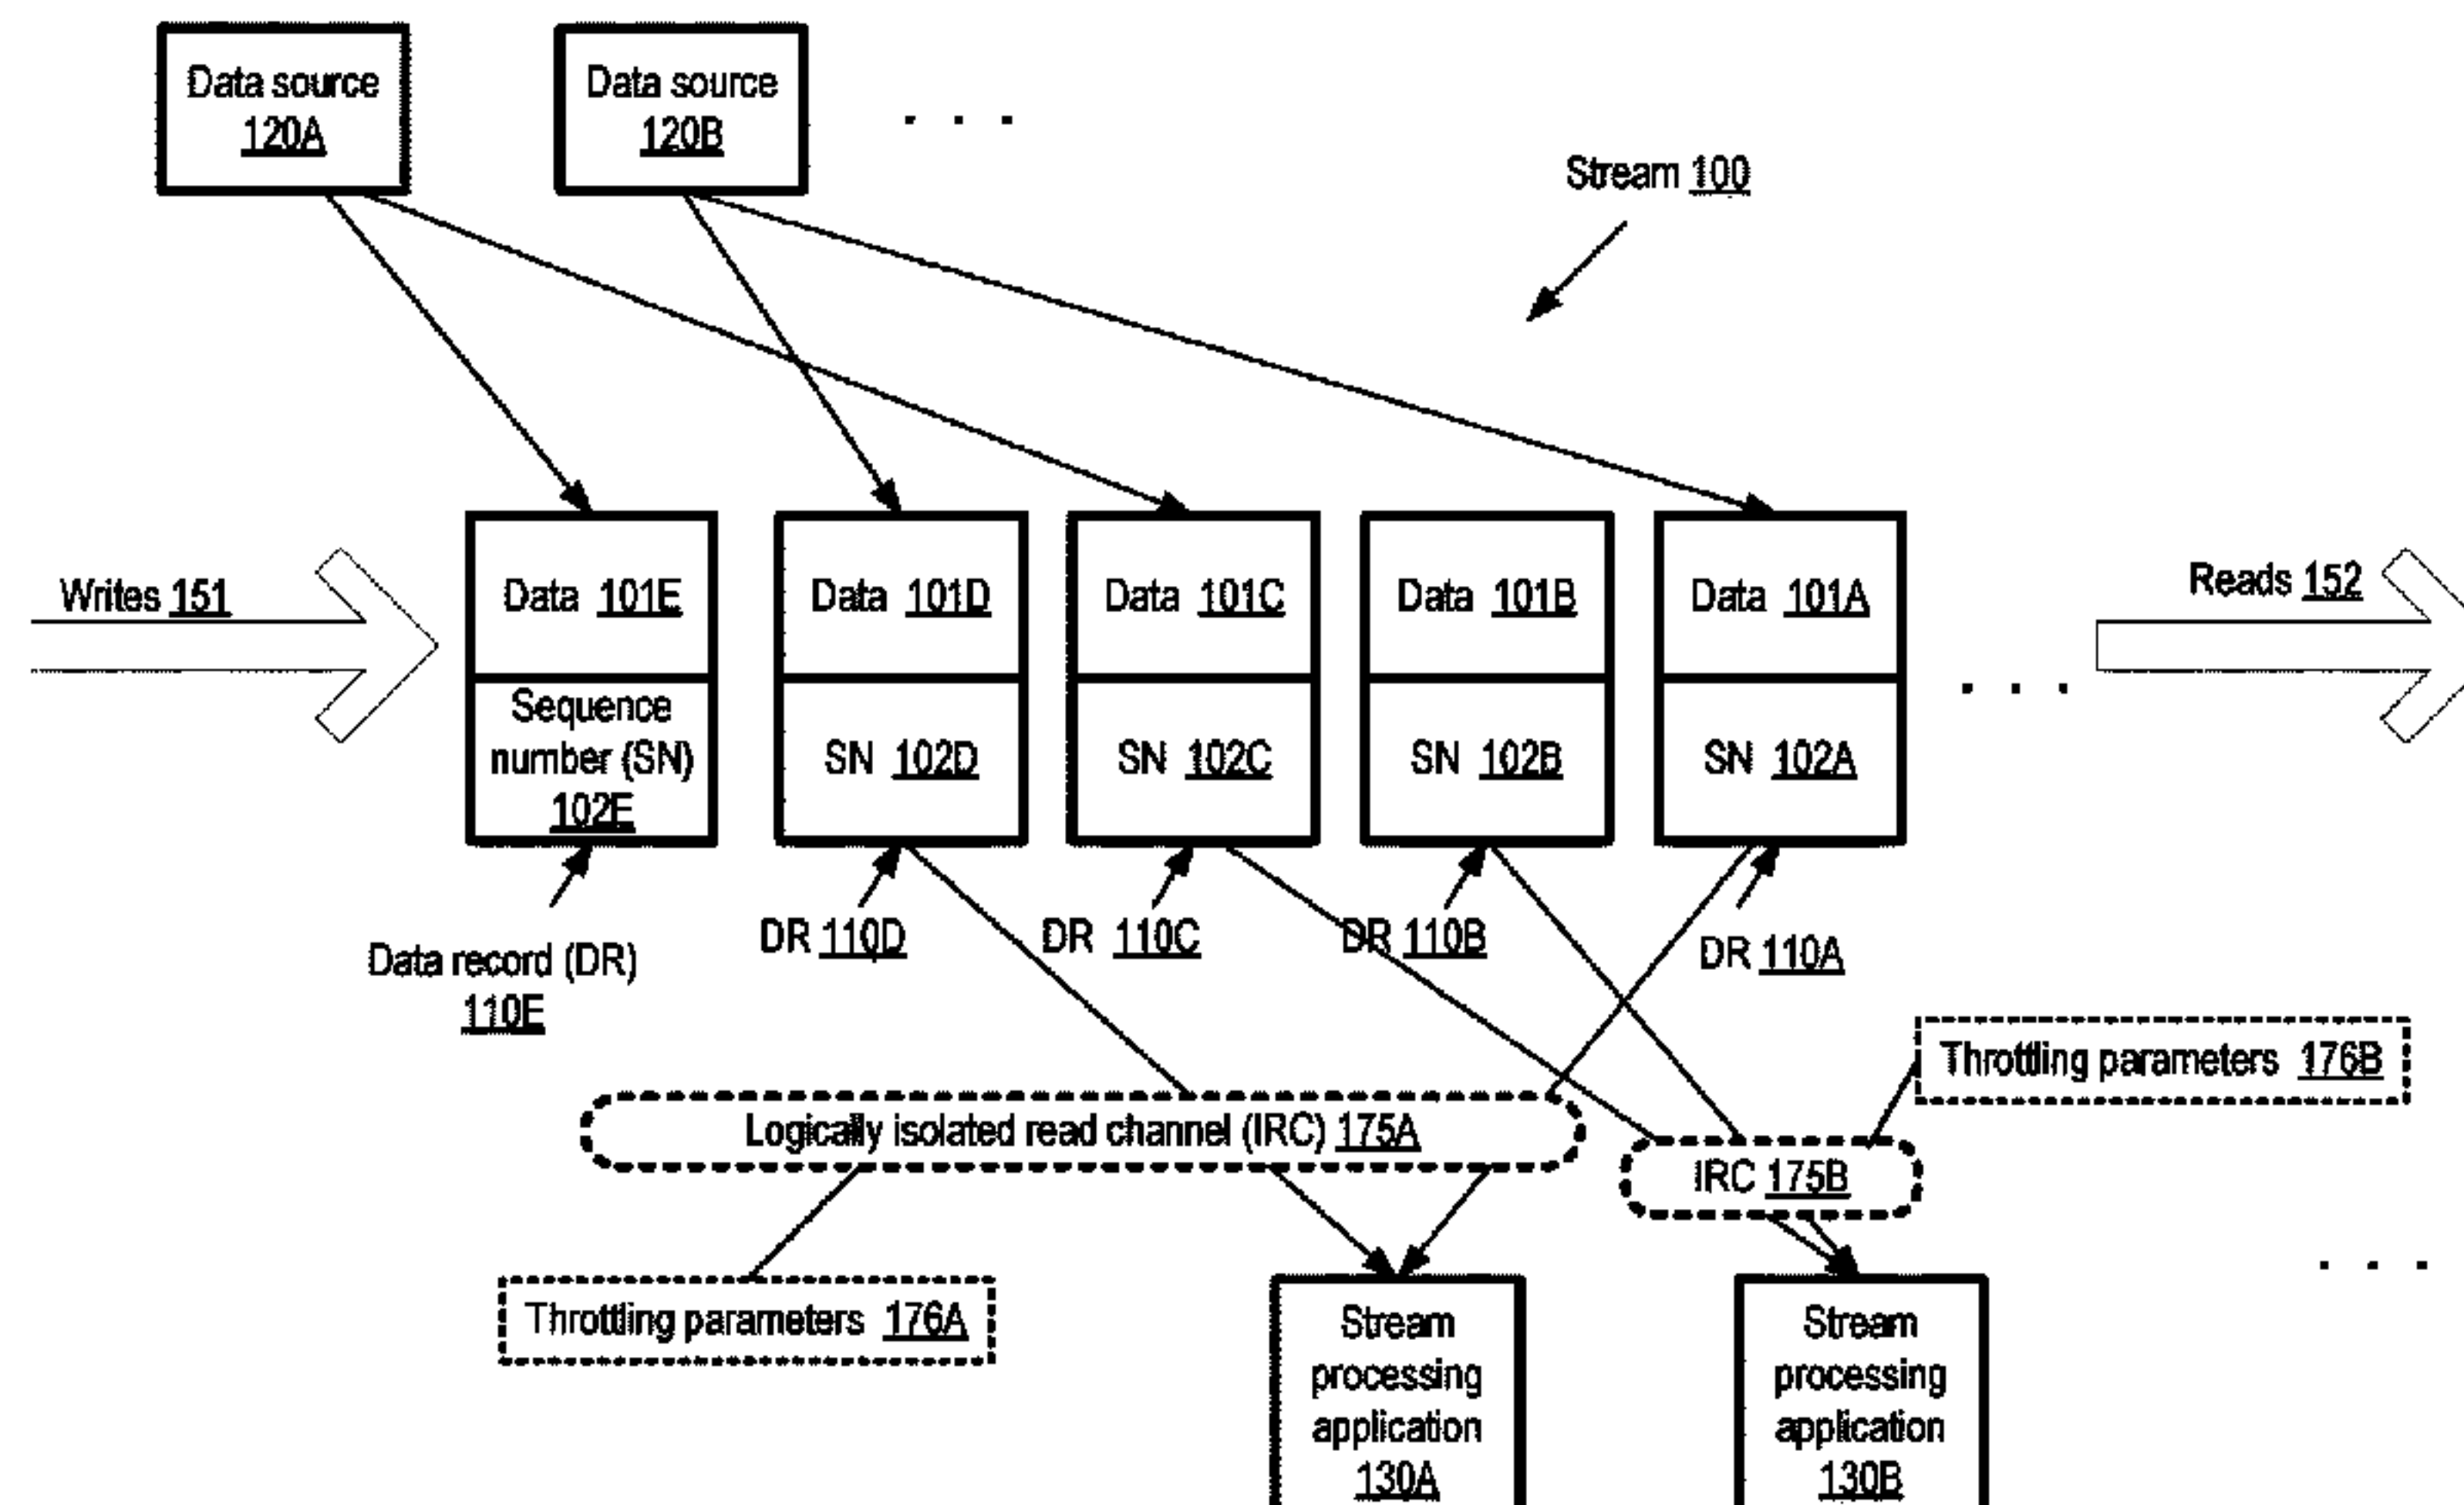 Data source
120A
Data source
120B
. . .
Stream 100
Writes 151
Data 101E
Data 101D
Data 101C
Data 101B
Data 101A
Reads 152
Sequence
number (SN)
102E
SN 102D
SN 102C
SN 102B
SN 102A
. . .
Data record (DR)
110E
DR 110D
DR 110C
DR 110B
DR 110A
Throttling parameters 176B
Logically isolated read channel (IRC) 175A
IRC 175B
Throttling parameters 176A
. . .
Stream
processing
application
130A
Stream
processing
application
130B